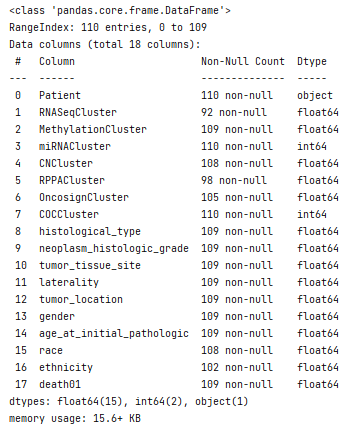 <class 'pandas.core.frame.DataFrame'>
RangeIndex: 110 entries, 0 to 109
Data columns (total 18 columns):
 #   Column                     Non-Null Count  Dtype
---  ------                     --------------  -----
 0   Patient                    110 non-null    object
 1   RNASeqCluster              92 non-null     float64
 2   MethylationCluster         109 non-null    float64
 3   miRNACluster               110 non-null    int64
 4   CNCluster                  108 non-null    float64
 5   RPPACluster                98 non-null     float64
 6   OncosignCluster            105 non-null    float64
 7   COCCluster                 110 non-null    int64
 8   histological_type          109 non-null    float64
 9   neoplasm_histologic_grade  109 non-null    float64
 10  tumor_tissue_site          109 non-null    float64
 11  laterality                 109 non-null    float64
 12  tumor_location             109 non-null    float64
 13  gender                     109 non-null    float64
 14  age_at_initial_pathologic  109 non-null    float64
 15  race                       108 non-null    float64
 16  ethnicity                  102 non-null    float64
 17  death01                    109 non-null    float64
dtypes: float64(15), int64(2), object(1)
memory usage: 15.6+ KB